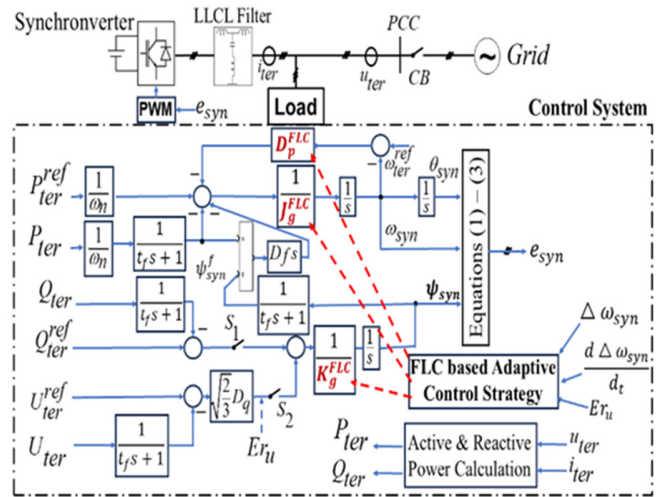 Synchronverter
LLCL Filter
PCC
i_ter
u_ter
CB
Grid
PWM
e_syn
Load
Control System
D_p^FLC
ω_ter^ref
θ_syn
P_ter^ref
1/ω_n
1/J_g^FLC
1/s
1/s
P_ter
1/ω_n
1/(t_f s + 1)
ψ_syn^f
Dfs
ω_syn
Equations (1) − (3)
e_syn
Q_ter
1/(t_f s + 1)
1/(t_f s + 1)
ψ_syn
Q_ter^ref
S_1
1/K_g^FLC
1/s
FLC based Adaptive
Control Strategy
Δ ω_syn
d Δ ω_syn/d_t
Er_u
U_ter^ref
√(2/3) D_q
S_2
Er_u
U_ter
1/(t_f s + 1)
P_ter
Q_ter
Active & Reactive
Power Calculation
u_ter
i_ter